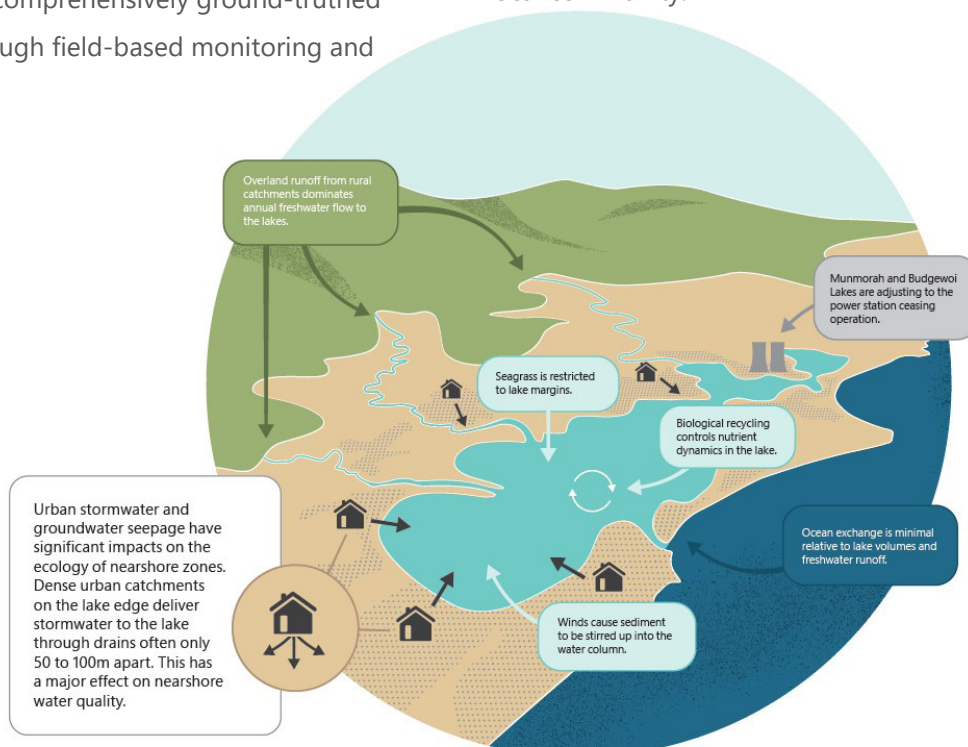 comprehensively ground-truthed
ugh field-based monitoring and
Overland runoff from rural
catchments dominates
annual freshwater flow to
the lakes.
Munmorah and Budgewoi
Lakes are adjusting to the
power station ceasing
operation.
Seagrass is restricted
to lake margins.
Biological recycling
controls nutrient
dynamics in the lake.
Urban stormwater and
groundwater seepage have
significant impacts on the
ecology of nearshore zones.
Dense urban catchments
on the lake edge deliver
stormwater to the lake
through drains often only
50 to 100m apart. This has
a major effect on nearshore
water quality.
Ocean exchange is minimal
relative to lake volumes and
freshwater runoff.
Winds cause sediment
to be stirred up into the
water column.